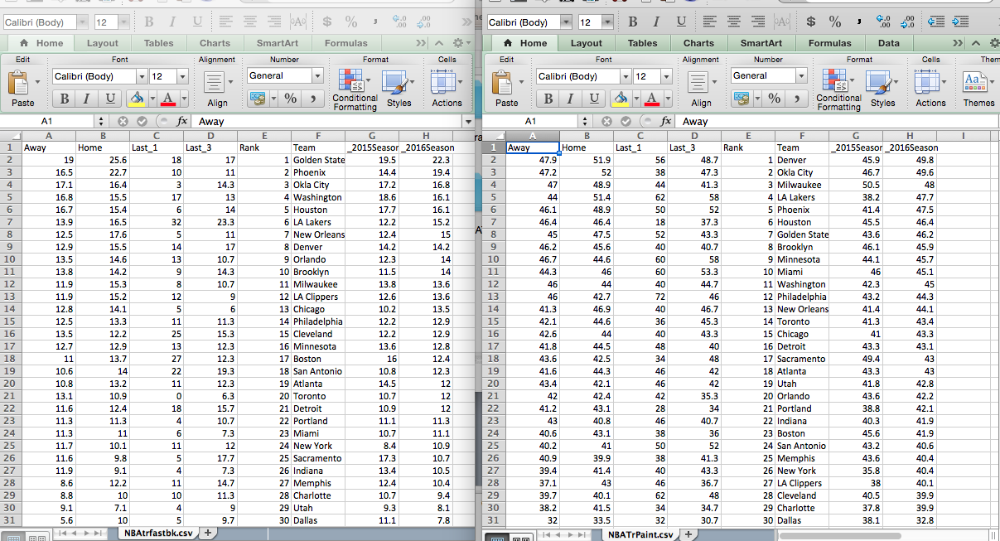 Calibri (Body) 12 B I U $ % , .00 .00
Home Layout Tables Charts SmartArt Formulas
Edit Font Alignment Number Format Cells
Calibri (Body) 12 General
B I U A % ,
Paste Align Conditional Formatting Styles Actions
A1 fx Away
A B C D E F G H
1 Away Home Last_1 Last_3 Rank Team _2015Season _2016Season
2 19 25.6 18 17 1 Golden State 19.5 22.3
3 16.5 22.7 10 11 2 Phoenix 14.4 19.4
4 17.1 16.4 3 14.3 3 Okla City 17.2 16.8
5 16.8 15.5 17 13 4 Washington 18.6 16.1
6 16.7 15.4 6 14 5 Houston 17.7 16.1
7 13.9 16.5 32 23.3 6 LA Lakers 12.2 15.2
8 12.5 17.6 5 11 7 New Orleans 12.4 15
9 12.9 15.5 14 17 8 Denver 14.2 14.2
10 13.5 14.6 13 10.7 9 Orlando 12.3 14
11 13.8 14.2 9 14.3 10 Brooklyn 11.5 14
12 11.9 15.3 8 10.7 11 Milwaukee 13.8 13.6
13 11.9 15.2 12 9 12 LA Clippers 12.6 13.6
14 12.8 14.1 5 6 13 Chicago 10.2 13.5
15 12.5 13.3 11 11.3 14 Philadelphia 12.2 12.9
16 13.5 12.2 25 15.3 15 Cleveland 12.2 12.9
17 12.7 12.9 13 12.3 16 Minnesota 13.6 12.8
18 11 13.7 27 12.3 17 Boston 16 12.4
19 10.6 14 22 19.3 18 San Antonio 10.8 12.3
20 10.8 13.2 11 12.3 19 Atlanta 14.5 12
21 13.1 10.9 0 6.3 20 Toronto 10.7 12
22 11.6 12.4 18 15.7 21 Detroit 10.9 12
23 11.3 11.3 4 10.7 22 Portland 11.1 11.3
24 11.3 11 6 7.3 23 Miami 10.7 11.1
25 11.7 10.1 11 12 24 New York 8.4 10.9
26 11.6 9.8 5 17.7 25 Sacramento 17.3 10.7
27 11.9 9.1 4 7.3 26 Indiana 13.4 10.5
28 8.6 12.2 11 14.7 27 Memphis 12.4 10.4
29 8.8 10 10 11.3 28 Charlotte 10.7 9.4
30 9.1 7.1 4 9 29 Utah 9.3 8.1
31 5.6 10 5 9.7 30 Dallas 11.1 7.8
NBAtrfastbk.csv
Calibri (Body) 12 B I U $ % , .00 .00
Home Layout Tables Charts SmartArt Formulas Data
Edit Font Alignment Number Format Cells Them
Calibri (Body) 12 General
B I U A % , Aa
Paste Align Conditional Formatting Styles Actions Themes
A1 fx Away
A B C D E F G H I
1 Away Home Last_1 Last_3 Rank Team _2015Season _2016Season
2 47.9 51.9 56 48.7 1 Denver 45.9 49.8
3 47.2 52 38 47.3 2 Okla City 46.7 49.6
4 47 48.9 44 41.3 3 Milwaukee 50.5 48
5 44 51.4 62 58 4 LA Lakers 38.2 47.7
6 46.1 48.9 50 52 5 Phoenix 41.4 47.5
7 46.4 46.4 18 37.3 6 Houston 45.5 46.4
8 45 47.5 52 43.3 7 Golden State 43.6 46.2
9 46.2 45.6 40 40.7 8 Brooklyn 46.1 45.9
10 46.7 44.6 60 58 9 Minnesota 44.1 45.7
11 44.3 46 60 53.3 10 Miami 46 45.1
12 46 44 40 44.7 11 Washington 42.3 45
13 46 42.7 72 46 12 Philadelphia 43.2 44.3
14 41.3 46.9 40 46.7 13 New Orleans 41.4 44.1
15 42.1 44.6 36 45.3 14 Toronto 41.3 43.4
16 42.6 44 40 43.3 15 Chicago 41 43.3
17 41.8 44.5 48 40 16 Detroit 43.3 43.1
18 43.6 42.5 34 48 17 Sacramento 49.4 43
19 41.6 44.3 46 42 18 Atlanta 43.3 43
20 43.4 42.1 46 42 19 Utah 41.8 42.8
21 42 42.4 42 35.3 20 Orlando 43.6 42.2
22 41.2 43.1 28 34 21 Portland 38.8 42.1
23 43 40.8 46 40.7 22 Indiana 40.3 41.9
24 40.6 43.1 38 36 23 Boston 45.6 41.9
25 40.2 41 50 52 24 San Antonio 43.2 40.6
26 40.9 39.9 38 41.3 25 Memphis 43.6 40.4
27 39.4 41.4 40 43.3 26 New York 35.8 40.4
28 37.1 43 46 36.7 27 LA Clippers 38 40.1
29 39.7 40.1 62 48 28 Cleveland 40.5 39.9
30 38.2 41.5 34 34.7 29 Charlotte 37.8 39.9
31 32 33.5 32 30.7 30 Dallas 38.1 32.8
NBATrPaint.csv